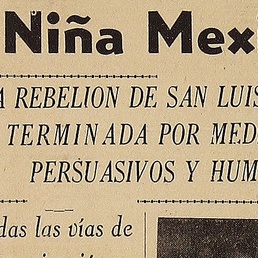 Niña Mex
A REBELION DE SAN LUIS
TERMINADA POR MED
PERSUASIVOS Y HUM
das las vías de